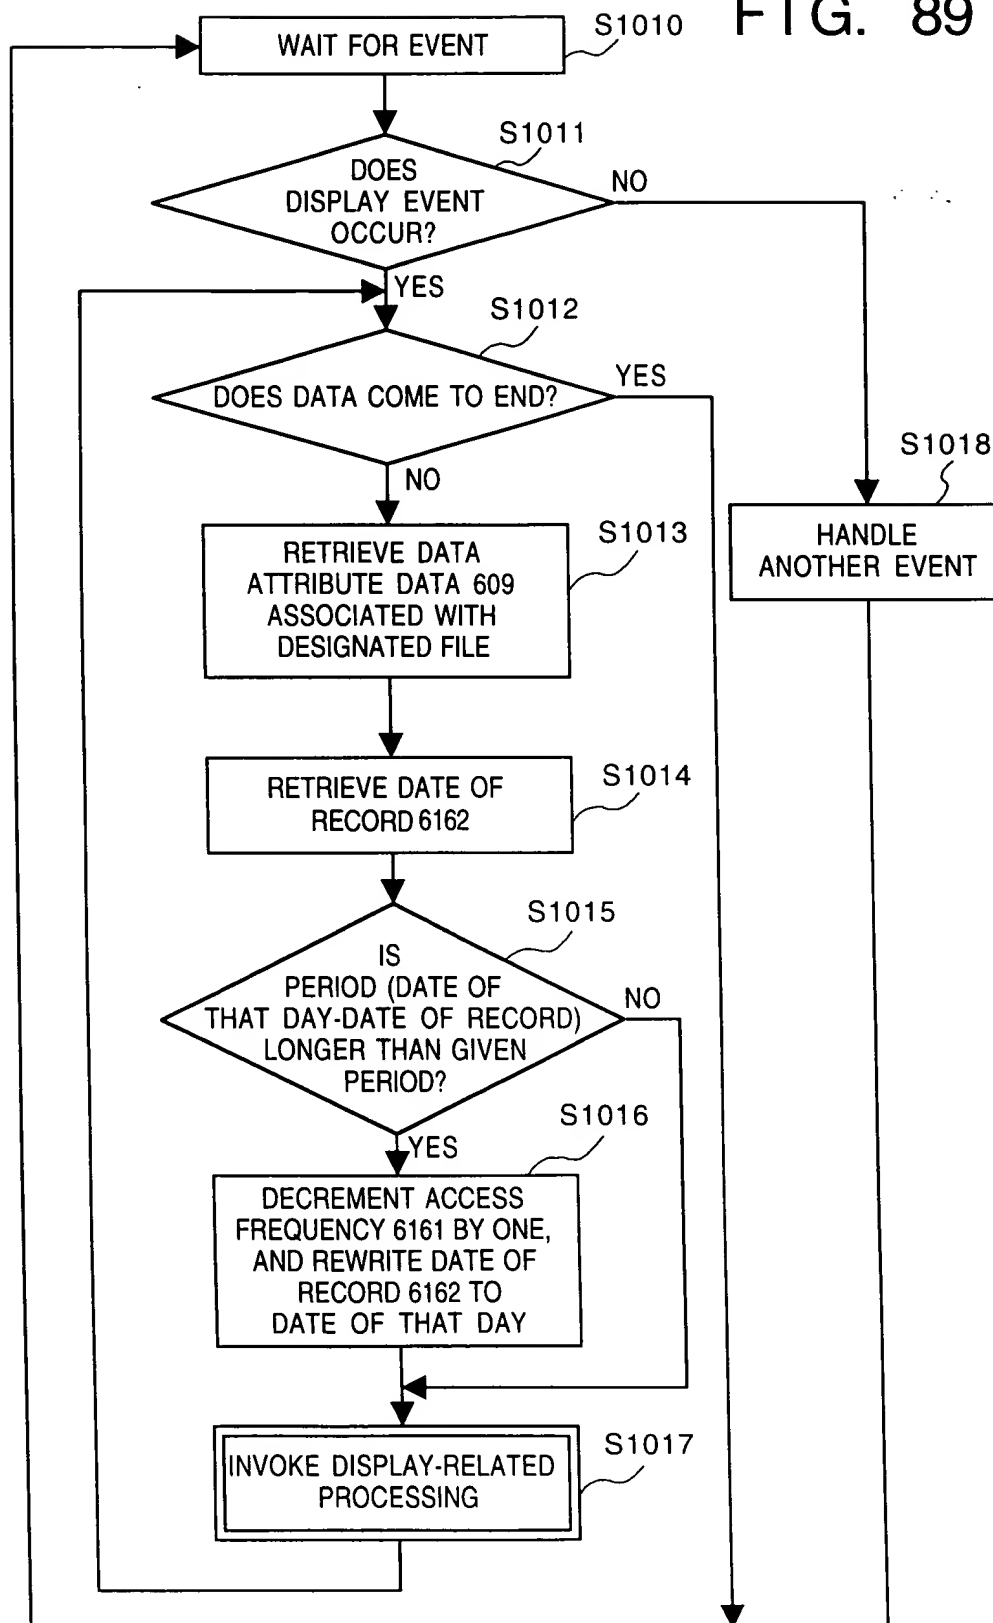 FIG. 89
WAIT FOR EVENT
S1010
DOES
DISPLAY EVENT
OCCUR?
S1011
NO
YES
S1012
DOES DATA COME TO END?
YES
NO
S1018
HANDLE
ANOTHER EVENT
S1013
RETRIEVE DATA
ATTRIBUTE DATA 609
ASSOCIATED WITH
DESIGNATED FILE
S1014
RETRIEVE DATE OF
RECORD 6162
S1015
IS
PERIOD (DATE OF
THAT DAY-DATE OF RECORD)
LONGER THAN GIVEN
PERIOD?
NO
YES
S1016
DECREMENT ACCESS
FREQUENCY 6161 BY ONE,
AND REWRITE DATE OF
RECORD 6162 TO
DATE OF THAT DAY
S1017
INVOKE DISPLAY-RELATED
PROCESSING